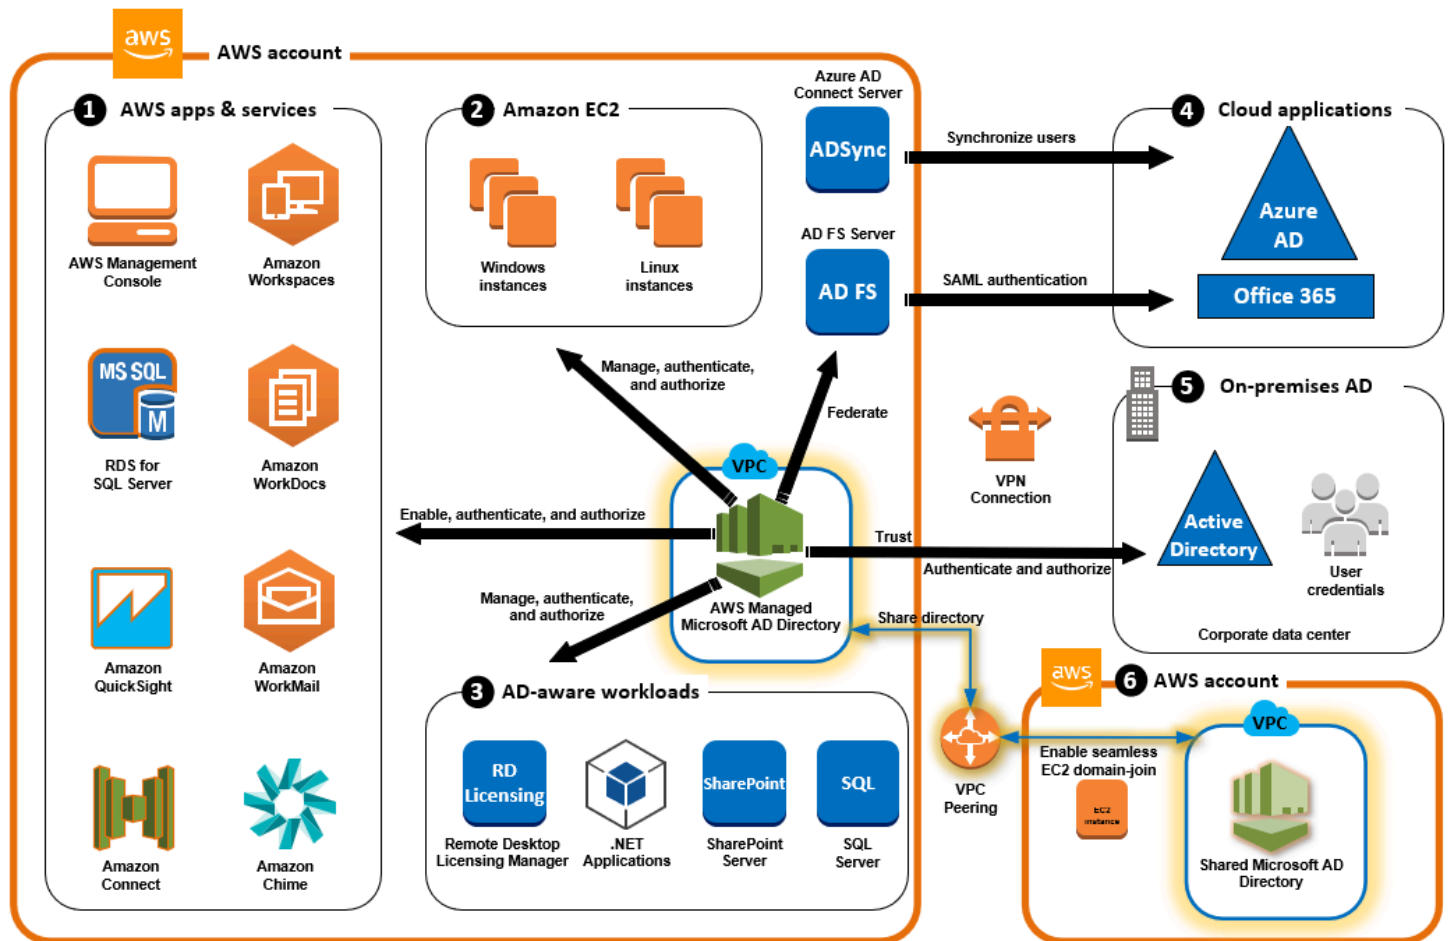 aws
AWS account
1
AWS apps & services
AWS Management
Console
Amazon
Workspaces
MS SQL
M
RDS for
SQL Server
Amazon
WorkDocs
Amazon
QuickSight
Amazon
WorkMail
Amazon
Connect
Amazon
Chime
2
Amazon EC2
Windows
instances
Linux
instances
Azure AD
Connect Server
ADSync
Synchronize users
AD FS Server
AD FS
SAML authentication
4
Cloud applications
Azure
AD
Office 365
Manage, authenticate,
and authorize
Federate
VPC
Enable, authenticate, and authorize
AWS Managed
Microsoft AD Directory
Manage, authenticate,
and authorize
Trust
Authenticate and authorize
VPN
Connection
5
On-premises AD
Active
Directory
User
credentials
Corporate data center
Share directory
3
AD-aware workloads
RD
Licensing
Remote Desktop
Licensing Manager
.NET
Applications
SharePoint
SharePoint
Server
SQL
SQL
Server
VPC
Peering
aws
6
AWS account
Enable seamless
EC2 domain-join
EC2
instance
VPC
Shared Microsoft AD
Directory